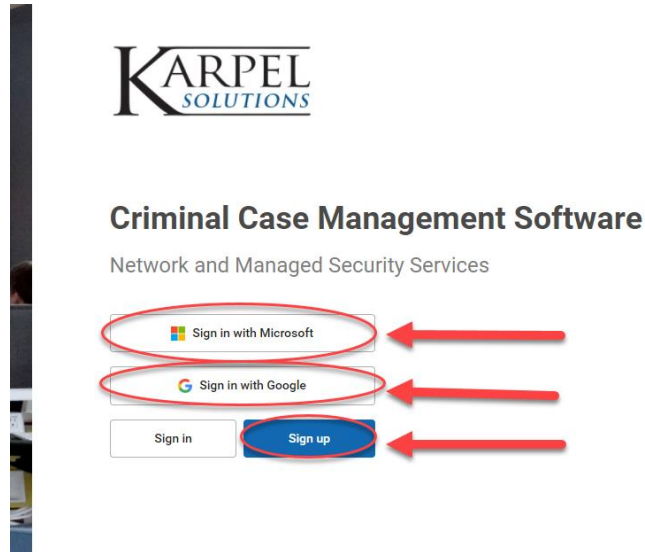 KARPEL
SOLUTIONS
Criminal Case Management Software
Network and Managed Security Services
Sign in with Microsoft
Sign in with Google
Sign in Sign up